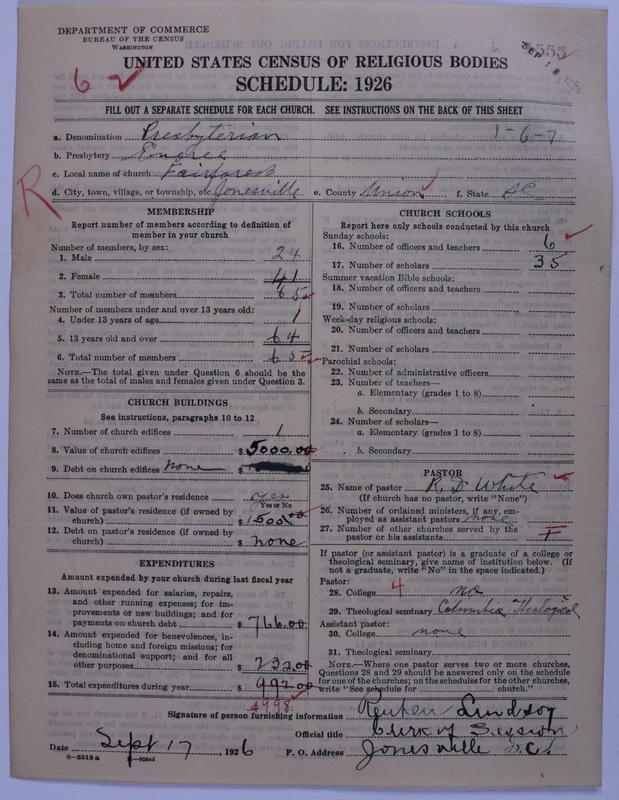 DEPARTMENT OF COMMERCE
BUREAU OF THE CENSUS
WASHINGTON
555
62
UNITED STATES CENSUS OF RELIGIOUS BODIES
SCHEDULE: 1926
FILL OUT A SEPARATE SCHEDULE FOR EACH CHURCH. SEE INSTRUCTIONS ON THE BACK OF THIS SHEET
a. Denomination Presbyterian 1-6-7
b. Presbytery Enoree
c. Local name of church Fairforest
R
d. City, town, village, or township, etc. Jonesville e. County Union f. State SC
MEMBERSHIP
Report number of members according to definition of
member in your church
Number of members, by sex:
1. Male 24
2. Female 41
3. Total number of members 65
Number of members under and over 13 years old:
4. Under 13 years of age 1
5. 13 years old and over 64
6. Total number of members 65
NOTE.—The total given under Question 6 should be
same as the total of males and females given under Question 3.
CHURCH BUILDINGS
See instructions, paragraphs 10 to 12
7. Number of church edifices 1
8. Value of church edifices $ 5000.00
9. Debt on church edifices none $
10. Does church own pastor's residence yes
Yes or No
11. Value of pastor's residence (if owned by
church) $ 1500.00
12. Debt on pastor's residence (if owned by
church) $ none
EXPENDITURES
Amount expended by your church during last fiscal year
13. Amount expended for salaries, repairs,
and other running expenses; for im-
provements or new buildings; and for
payments on church debt $ 766.00
14. Amount expended for benevolences, in-
cluding home and foreign missions; for
denominational support; and for all
other purposes $ 232.00
15. Total expenditures during year $ 992.00
$998
CHURCH SCHOOLS
Report here only schools conducted by this church
Sunday schools:
16. Number of officers and teachers 6
17. Number of scholars 35
Summer vacation Bible schools:
18. Number of officers and teachers
19. Number of scholars
Week-day religious schools:
20. Number of officers and teachers
21. Number of scholars
Parochial schools:
22. Number of administrative officers
23. Number of teachers—
a. Elementary (grades 1 to 8)
b. Secondary
24. Number of scholars—
a. Elementary (grades 1 to 8)
b. Secondary
PASTOR
25. Name of pastor R. D. White
(If church has no pastor, write "None")
26. Number of ordained ministers, if any, em-
ployed as assistant pastors none
27. Number of other churches served by the
pastor or his assistants
If pastor (or assistant pastor) is a graduate of a college or
theological seminary, give name of institution below. (If
not a graduate, write "No" in the space indicated.)
Pastor:
28. College 4 no
29. Theological seminary Columbia Theological
Assistant pastor:
30. College none
31. Theological seminary
NOTE.—Where one pastor serves two or more churches,
Questions 28 and 29 should be answered only on the schedule
for one of the churches; on the schedules for the other churches,
write "See schedule for church."
Signature of person furnishing information Reuben Lindsay
Official title Clerk of Session
Date Sept 17, 1926 P. O. Address Jonesville S.C.